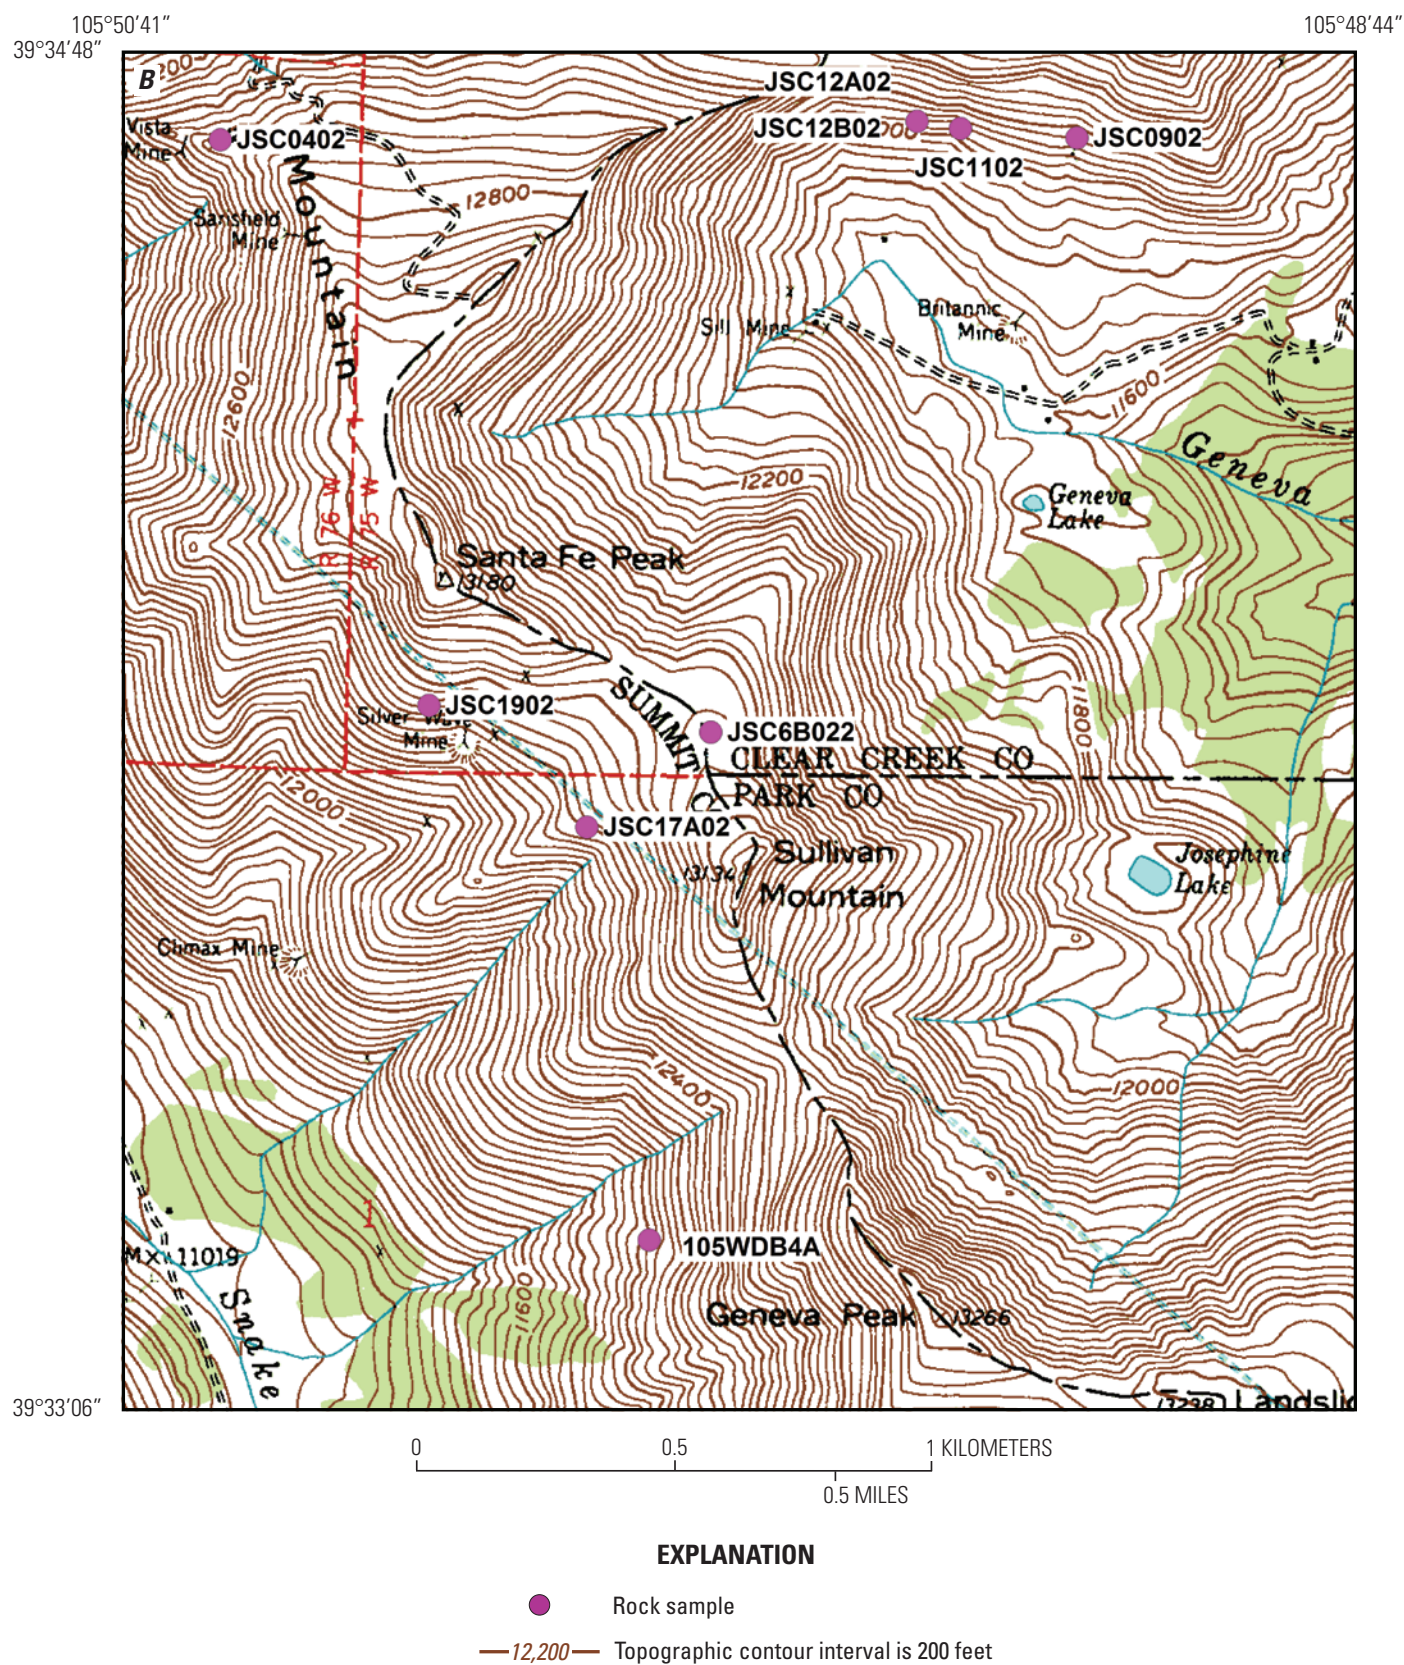 105°50'41" 105°48'44"
39°34'48"
B
JSC12A02
JSC12B02
JSC1102
JSC0902
Vista
Mine
JSC0402
Mountain
12800
Sarsfield
Mine
Sill Mine
Britannic
Mine
11600
12600
Geneva
12200
Geneva
Lake
R 76 W
R 75 W
Santa Fe Peak
13180
JSC1902
Silver Wave
Mine
SUMMIT CO
JSC6B022
CLEAR CREEK CO
PARK CO
11800
12000
JSC17A02
Sullivan
Mountain
13134
Josephine
Lake
Climax Mine
12400
12000
11019
105WDB4A
Snake
11600
Geneva Peak
13266
13238
39°33'06"
0 0.5 1 KILOMETERS
0.5 MILES
EXPLANATION
Rock sample
12,200 Topographic contour interval is 200 feet